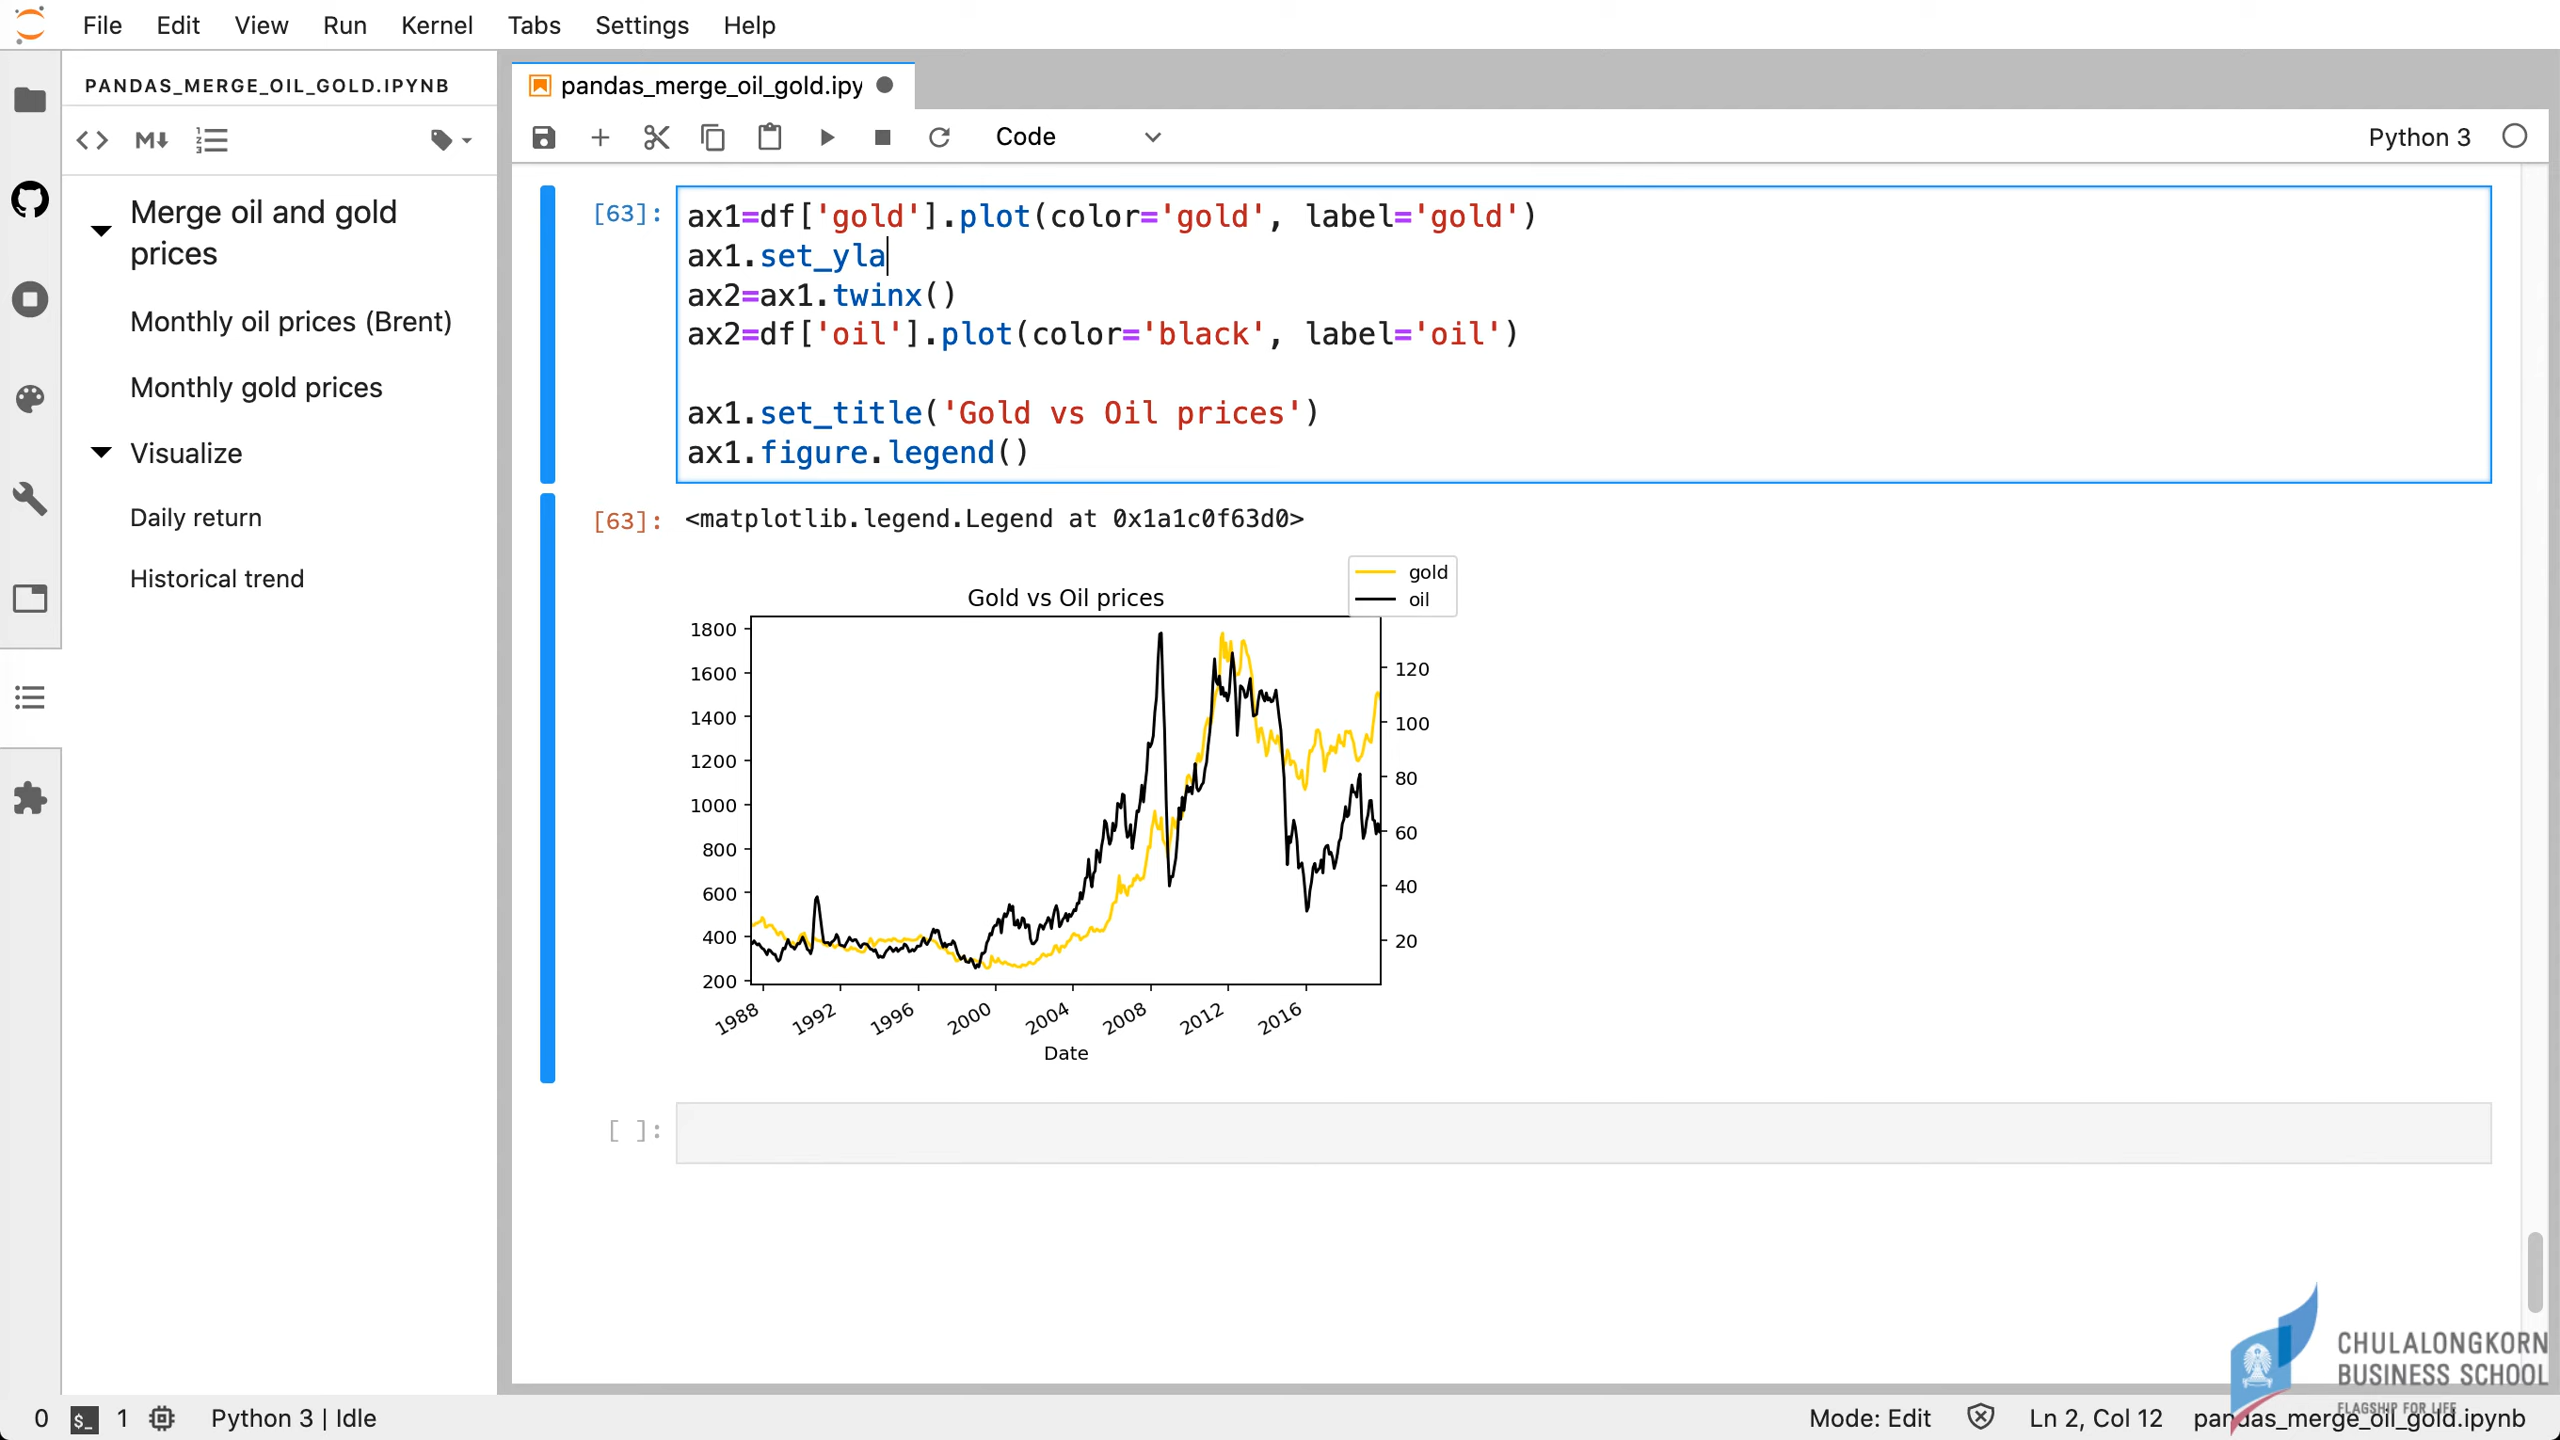 File Edit View Run Kernel Tabs Settings Help
PANDAS_MERGE_OIL_GOLD.IPYNB
pandas_merge_oil_gold.ipy
M
Code
Python 3
Merge oil and gold
prices
Monthly oil prices (Brent)
Monthly gold prices
Visualize
Daily return
Historical trend
[63]:
ax1=df['gold'].plot(color='gold', label='gold')
ax1.set_yla
ax2=ax1.twinx()
ax2=df['oil'].plot(color='black', label='oil')
ax1.set_title('Gold vs Oil prices')
ax1.figure.legend()
[63]: <matplotlib.legend.Legend at 0x1a1c0f63d0>
gold
oil
Gold vs Oil prices
1800
1600
1400
1200
1000
800
600
400
200
120
100
80
60
40
20
1988 1992 1996 2000 2004 2008 2012 2016
Date
[ ]:
CHULALONGKORN
BUSINESS SCHOOL
FLAGSHIP FOR LIFE
0 $_ 1 Python 3 | Idle
Mode: Edit Ln 2, Col 12 pandas_merge_oil_gold.ipynb